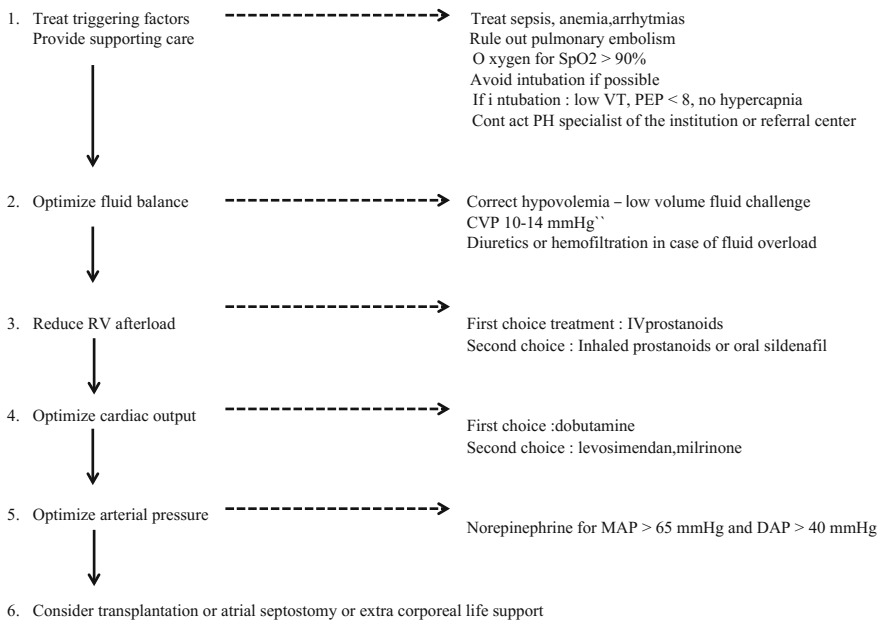 1. Treat triggering factors
Provide supporting care
Treat sepsis, anemia,arrhytmias
Rule out pulmonary embolism
O xygen for SpO2 > 90%
Avoid intubation if possible
If i ntubation : low VT, PEP < 8, no hypercapnia
Cont act PH specialist of the institution or referral center
2. Optimize fluid balance
Correct hypovolemia – low volume fluid challenge
CVP 10-14 mmHg``
Diuretics or hemofiltration in case of fluid overload
3. Reduce RV afterload
First choice treatment : IVprostanoids
Second choice : Inhaled prostanoids or oral sildenafil
4. Optimize cardiac output
First choice :dobutamine
Second choice : levosimendan,milrinone
5. Optimize arterial pressure
Norepinephrine for MAP > 65 mmHg and DAP > 40 mmHg
6. Consider transplantation or atrial septostomy or extra corporeal life support